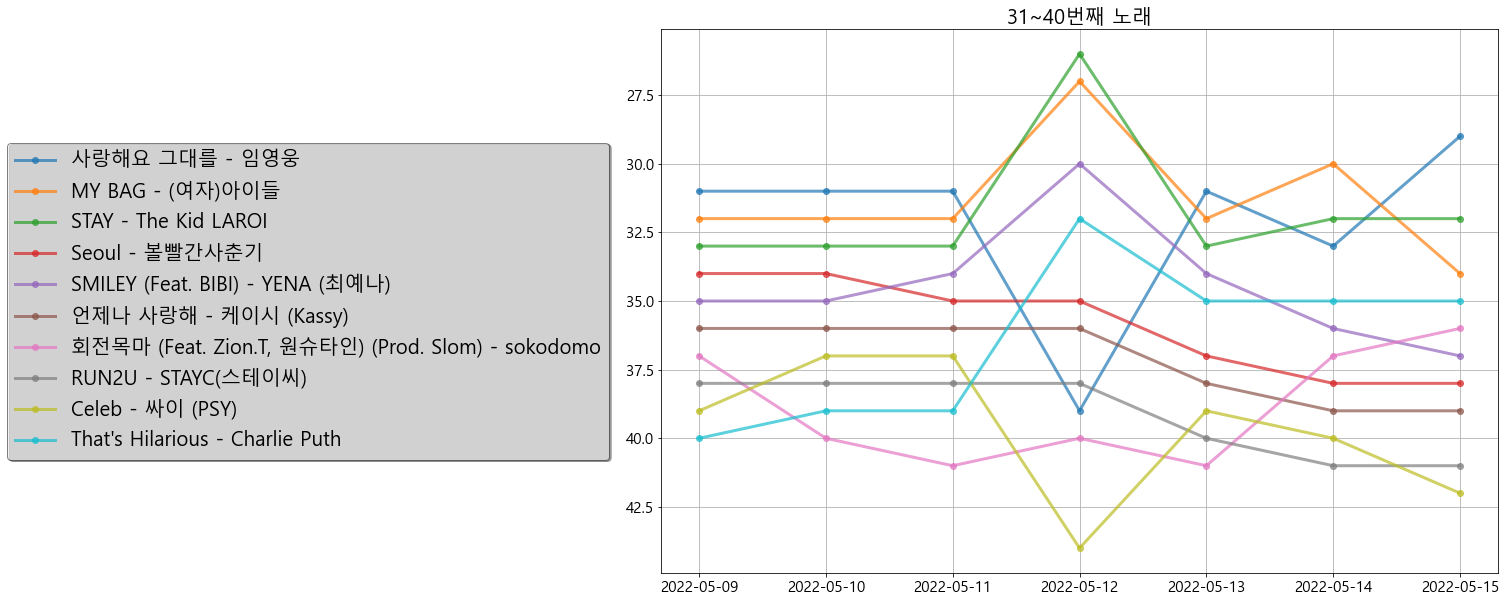 31~40번째 노래
사랑해요 그대를 - 임영웅
MY BAG - (여자)아이들
STAY - The Kid LAROI
Seoul - 볼빨간사춘기
SMILEY (Feat. BIBI) - YENA (최예나)
언제나 사랑해 - 케이시 (Kassy)
회전목마 (Feat. Zion.T, 원슈타인) (Prod. Slom) - sokodomo
RUN2U - STAYC(스테이씨)
Celeb - 싸이 (PSY)
That's Hilarious - Charlie Puth
27.5
30.0
32.5
35.0
37.5
40.0
42.5
2022-05-09 2022-05-10 2022-05-11 2022-05-12 2022-05-13 2022-05-14 2022-05-15